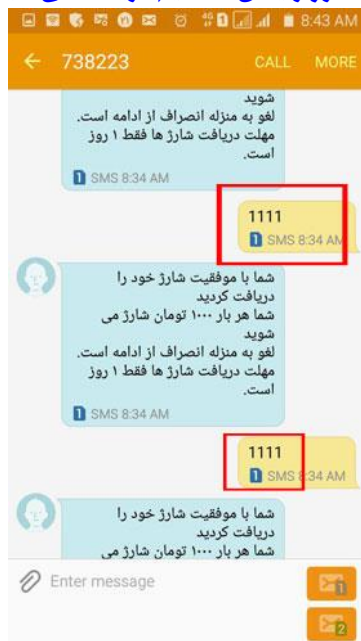 8:43 AM
738223
CALL MORE
شوید
لغو به منزله انصراف از ادامه است.
مهلت دریافت شارژ ها فقط ۱ روز
است.
SMS 8:34 AM
1111
SMS 8:34 AM
شما با موفقیت شارژ خود را
دریافت کردید
شما هر بار ۱۰۰۰ تومان شارژ می
شوید
لغو به منزله انصراف از ادامه است.
مهلت دریافت شارژ ها فقط ۱ روز
است.
SMS 8:34 AM
1111
SMS 8:34 AM
شما با موفقیت شارژ خود را
دریافت کردید
شما هر بار ۱۰۰۰ تومان شارژ می
Enter message
1
2